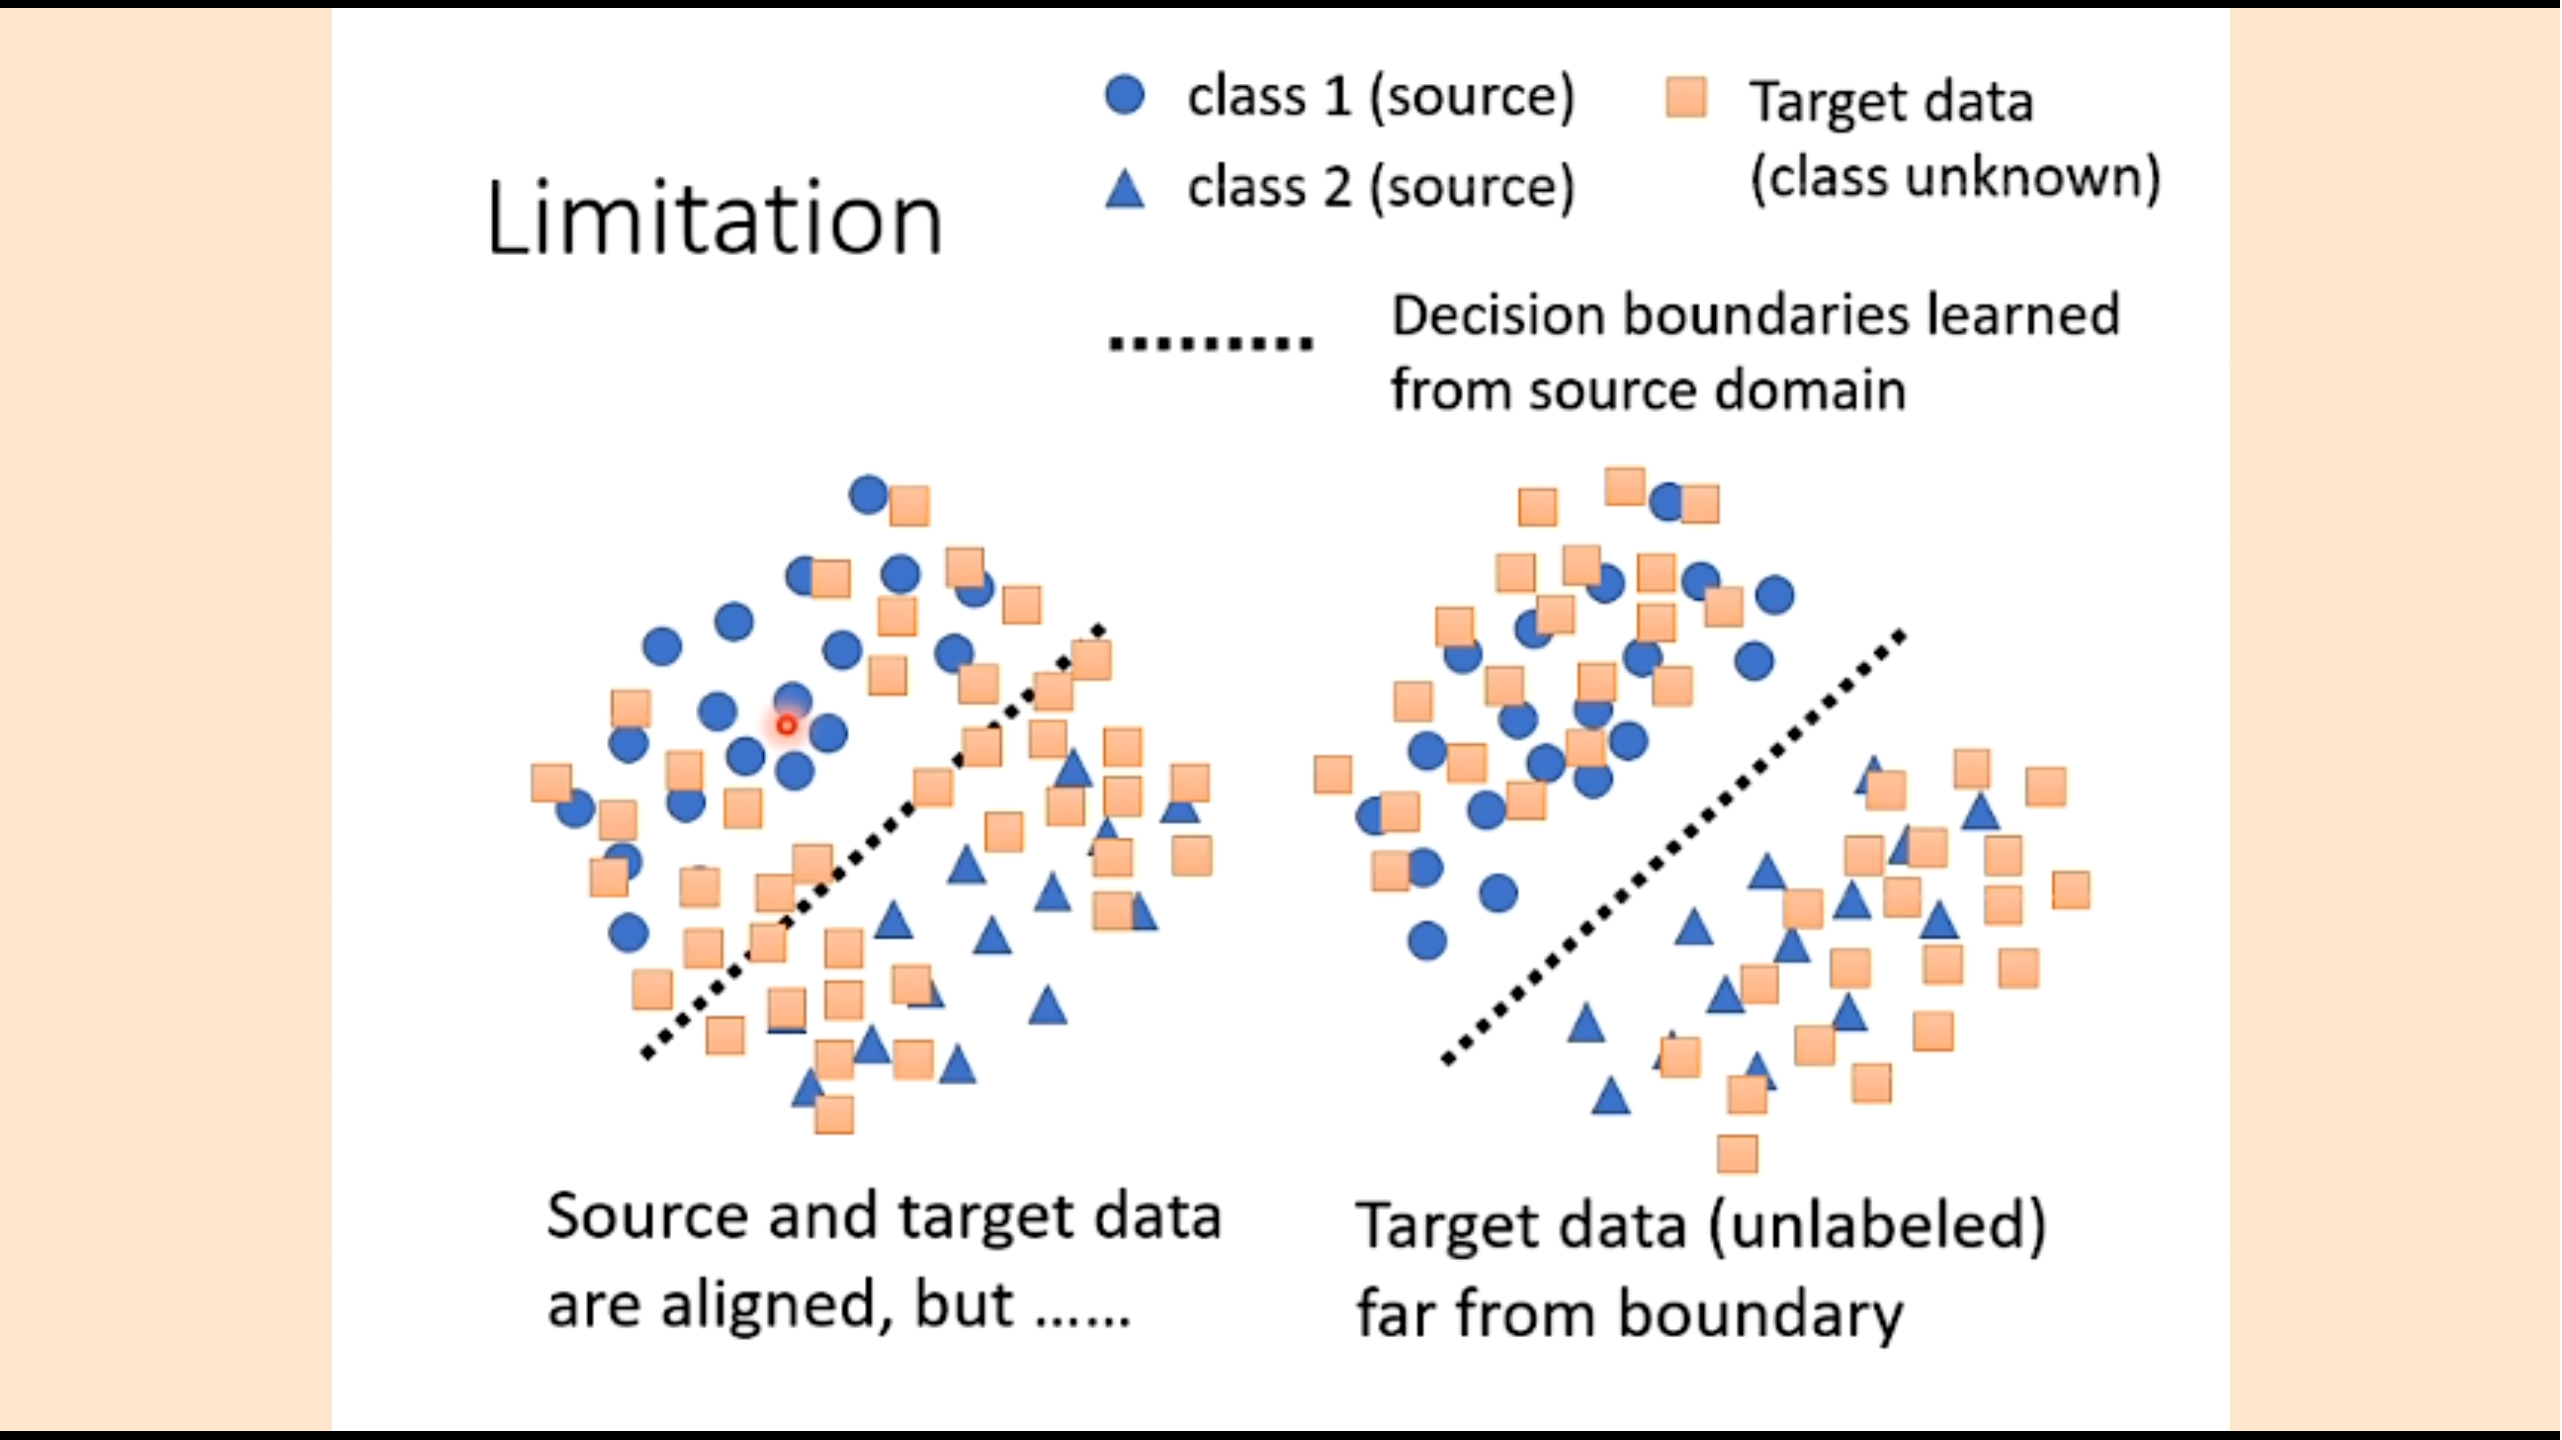 Limitation
class 1 (source)
class 2 (source)
Target data
(class unknown)
Decision boundaries learned
from source domain
Source and target data
are aligned, but ……
Target data (unlabeled)
far from boundary